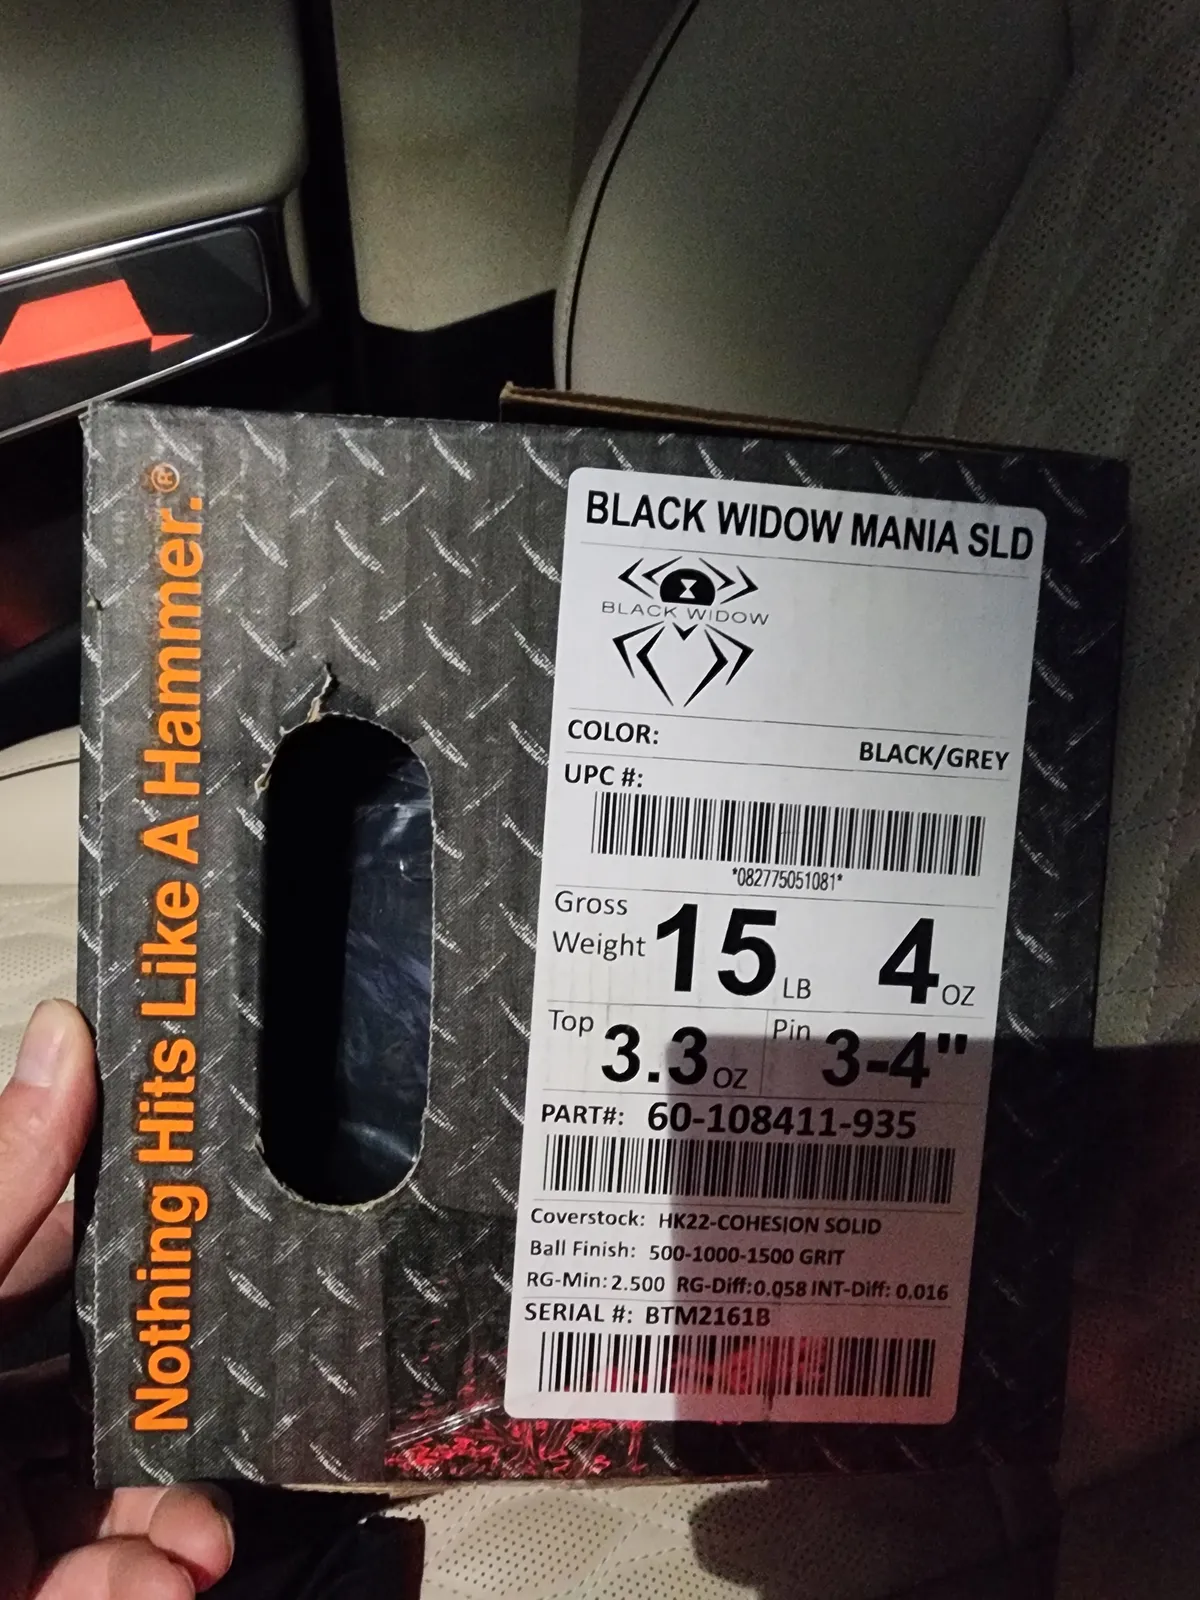 Nothing Hits Like A Hammer.®
BLACK WIDOW MANIA SLD
BLACK WIDOW
COLOR: BLACK/GREY
UPC #:
*082775051081*
Gross Weight 15 LB 4 OZ
Top 3.3 OZ Pin 3-4"
PART#: 60-108411-935
Coverstock: HK22-COHESION SOLID
Ball Finish: 500-1000-1500 GRIT
RG-Min: 2.500 RG-Diff:0.058 INT-Diff: 0.016
SERIAL #: BTM2161B